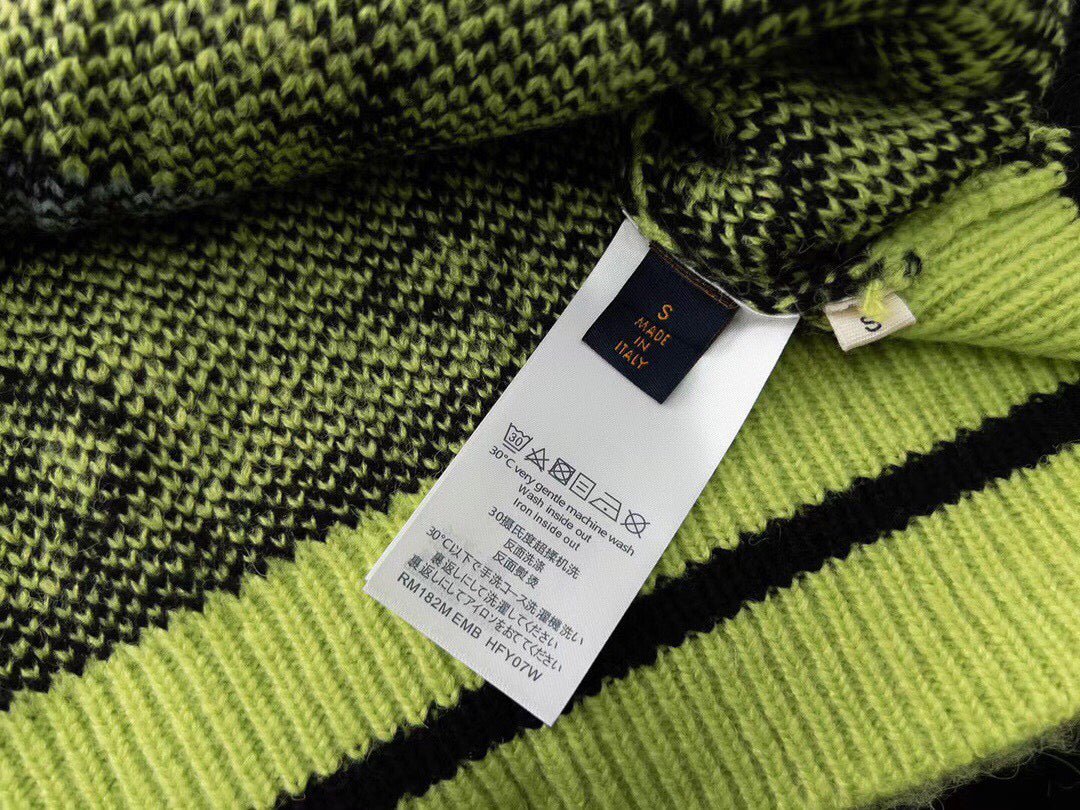 S
MADE
IN
ITALY
S
30
30°C very gentle machine wash
Wash inside out
Iron inside out
30摄氏度超揉机洗
反面洗涤
反面熨烫
30°C以下で手洗コース洗濯機洗い
裏返しにして洗濯してください
裏返しにしてアイロンをおてください
RM182M EMB HFY07W